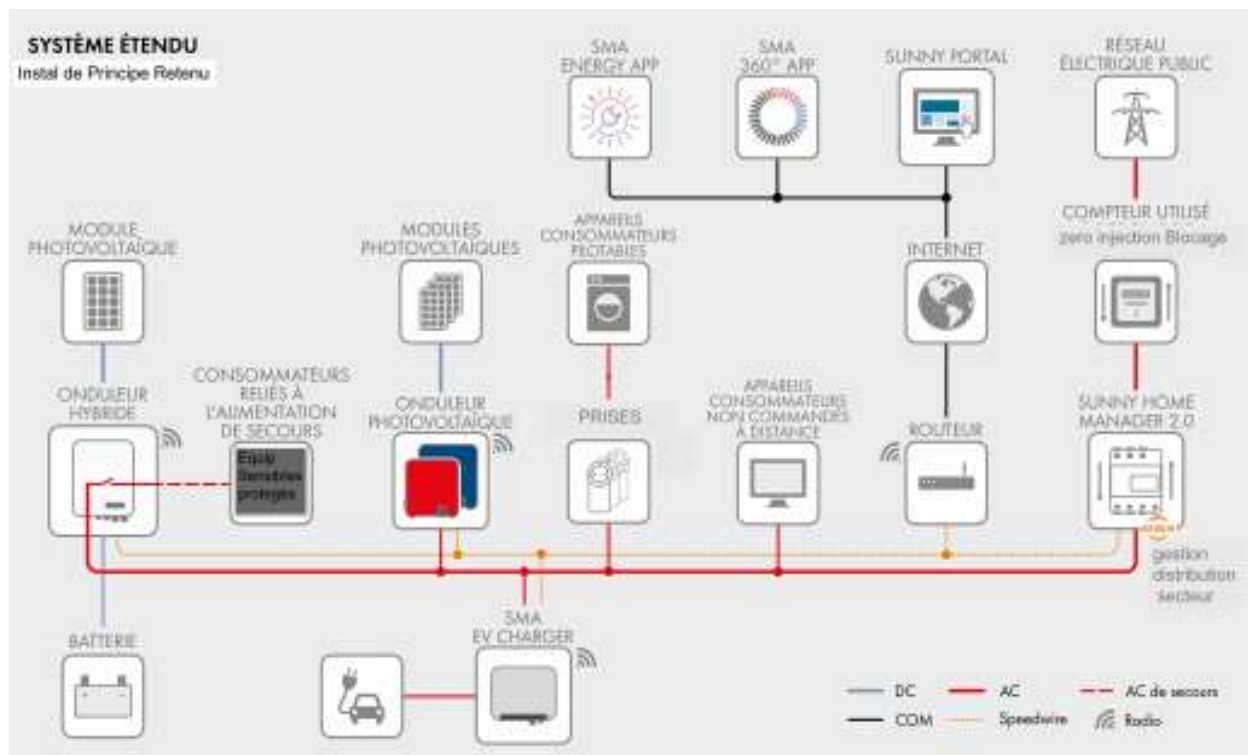 SYSTÈME ÉTENDU
Instal de Principe Retenu
SMA
ENERGY APP
SMA
360° APP
SUNNY PORTAL
RÉSEAU
ÉLECTRIQUE PUBLIC
MODULE
PHOTOVOLTAÏQUE
MODULES
PHOTOVOLTAÏQUES
APPAREILS
CONSOMMATEURS
PILOTABLES
INTERNET
COMPTEUR UTILISÉ
zero injection Blocage
ONDULEUR
HYBRIDE
CONSOMMATEURS
RELIÉS À
L'ALIMENTATION
DE SECOURS
Equip
Sensibles
protégés
ONDULEUR
PHOTOVOLTAÏQUE
PRISES
APPAREILS
CONSOMMATEURS
NON COMMANDÉS
À DISTANCE
ROUTEUR
SUNNY HOME
MANAGER 2.0
gestion
distribution
secteur
BATTERIE
SMA
EV CHARGER
DC
AC
AC de secours
COM
Speedwire
Radio